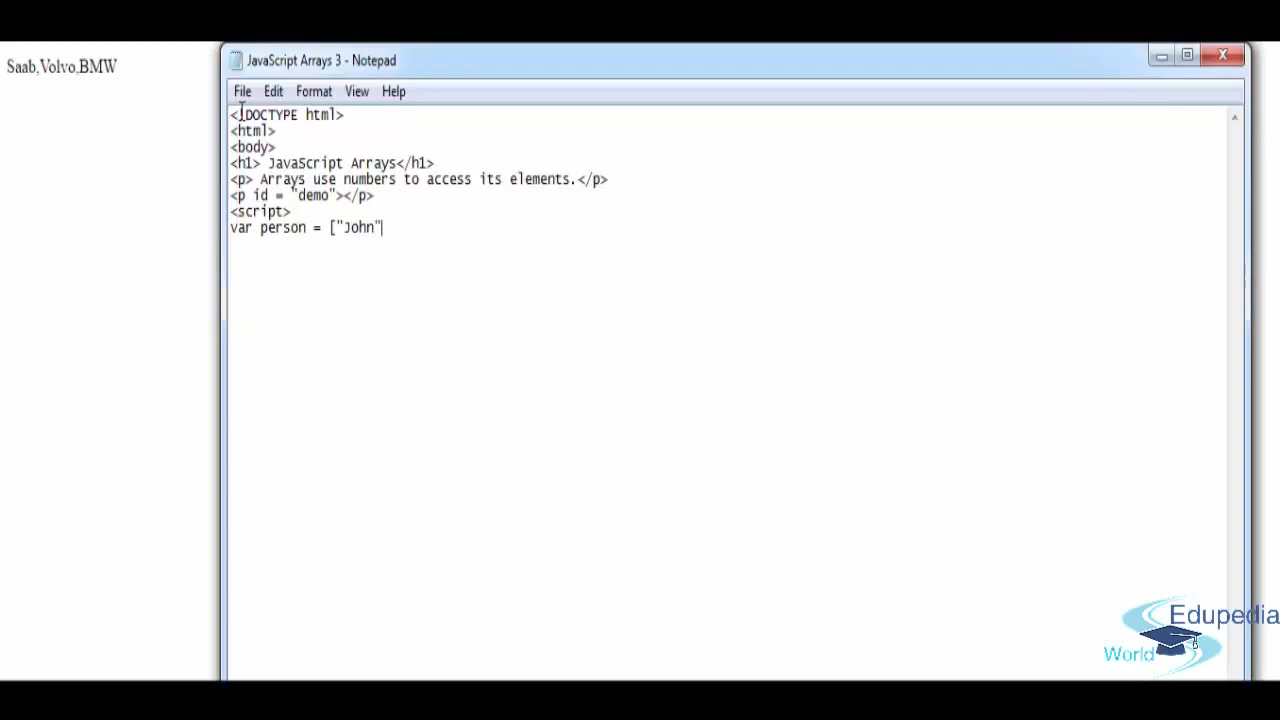 Saab,Volvo,BMW
JavaScript Arrays 3 - Notepad
File Edit Format View Help
<!DOCTYPE html>
<html>
<body>
<h1> JavaScript Arrays</h1>
<p> Arrays use numbers to access its elements.</p>
<p id = "demo"></p>
<script>
var person = ["John"
Edupedia
World